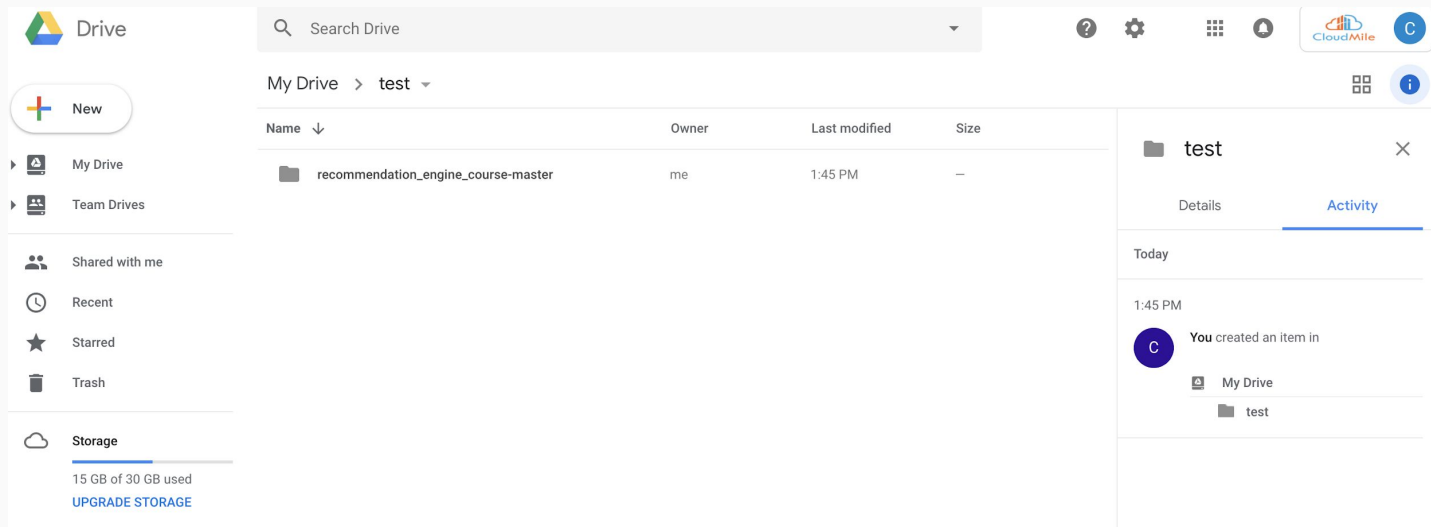 Drive
Search Drive
CloudMile
C
My Drive > test
New
Name Owner Last modified Size
recommendation_engine_course-master me 1:45 PM —
My Drive
Team Drives
Shared with me
Recent
Starred
Trash
Storage
15 GB of 30 GB used
UPGRADE STORAGE
test
Details Activity
Today
1:45 PM
C
You created an item in
My Drive
test